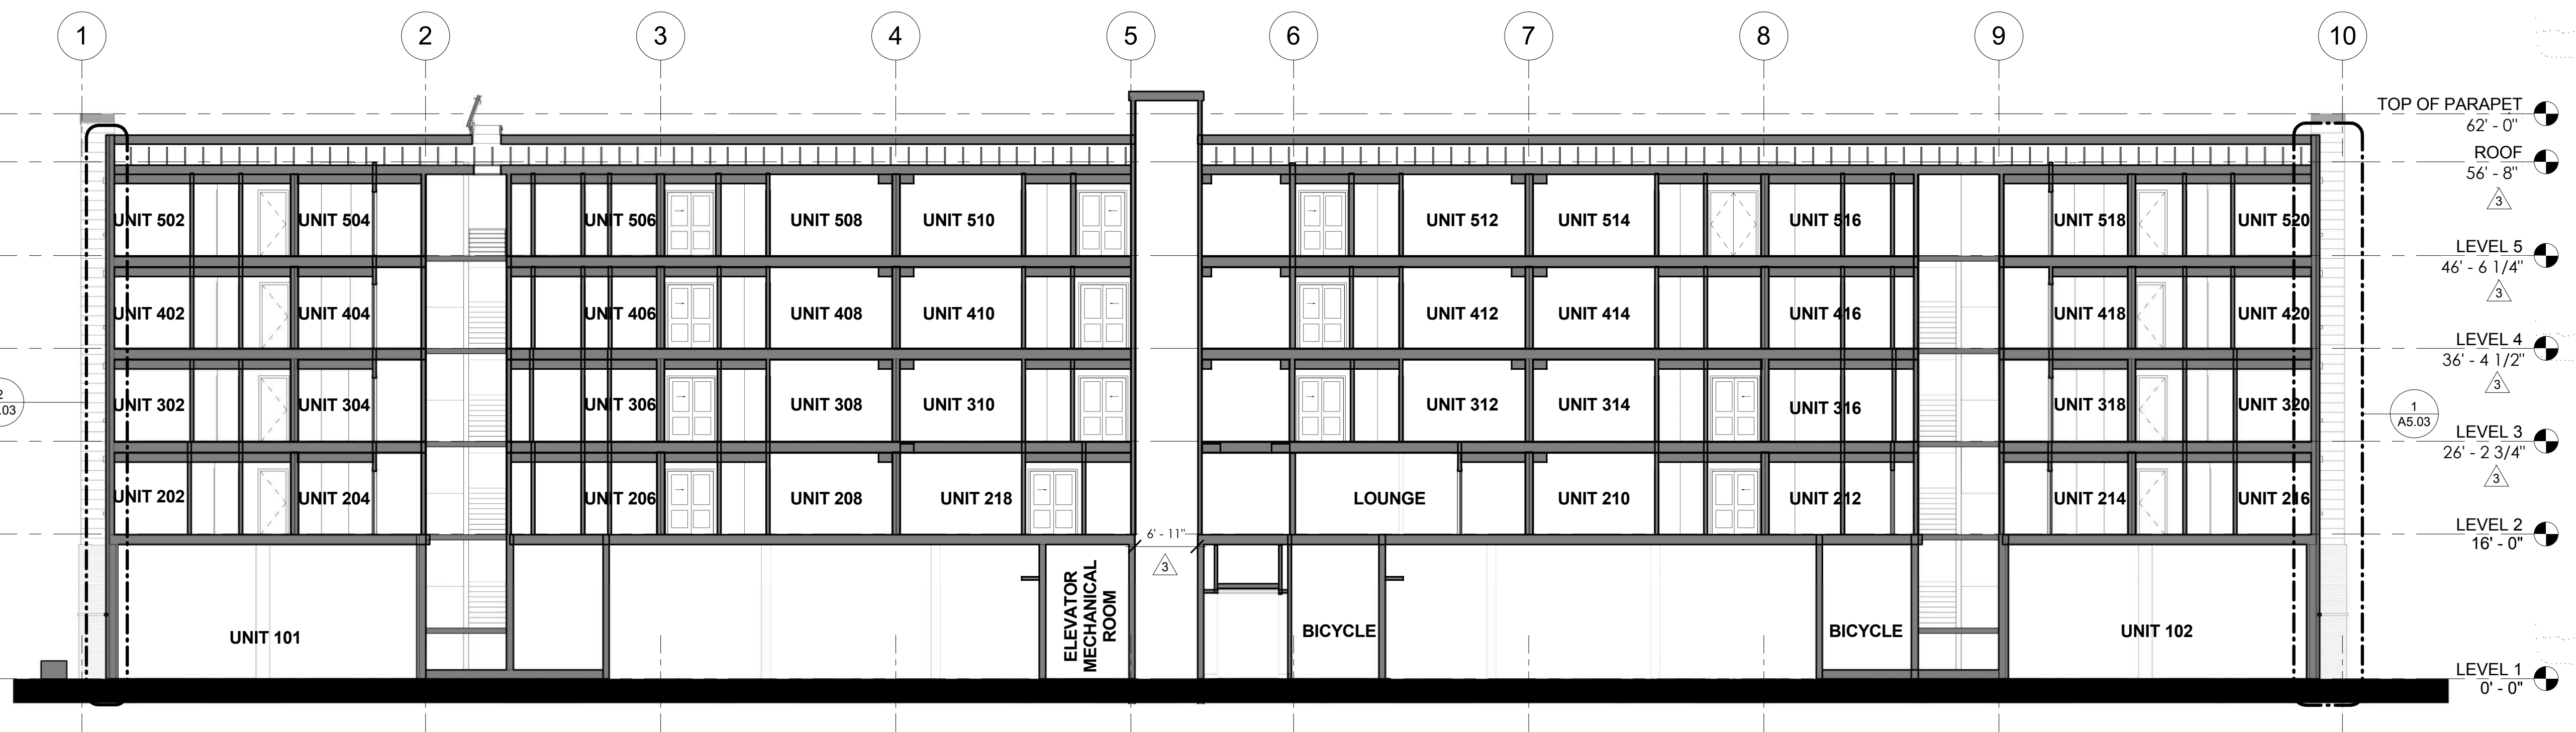 1 2 3 4 5 6 7 8 9 10
TOP OF PARAPET
62' - 0"
ROOF
56' - 8"
3
UNIT 502 UNIT 504 UNIT 506 UNIT 508 UNIT 510 UNIT 512 UNIT 514 UNIT 516 UNIT 518 UNIT 520
LEVEL 5
46' - 6 1/4"
3
UNIT 402 UNIT 404 UNIT 406 UNIT 408 UNIT 410 UNIT 412 UNIT 414 UNIT 416 UNIT 418 UNIT 420
LEVEL 4
36' - 4 1/2"
3
2
.03
UNIT 302 UNIT 304 UNIT 306 UNIT 308 UNIT 310 UNIT 312 UNIT 314 UNIT 316 UNIT 318 UNIT 320
1
A5.03
LEVEL 3
26' - 2 3/4"
3
UNIT 202 UNIT 204 UNIT 206 UNIT 208 UNIT 218 LOUNGE UNIT 210 UNIT 212 UNIT 214 UNIT 216
LEVEL 2
16' - 0"
6' - 11"
3
UNIT 101
ELEVATOR
MECHANICAL
ROOM
BICYCLE BICYCLE UNIT 102
LEVEL 1
0' - 0"